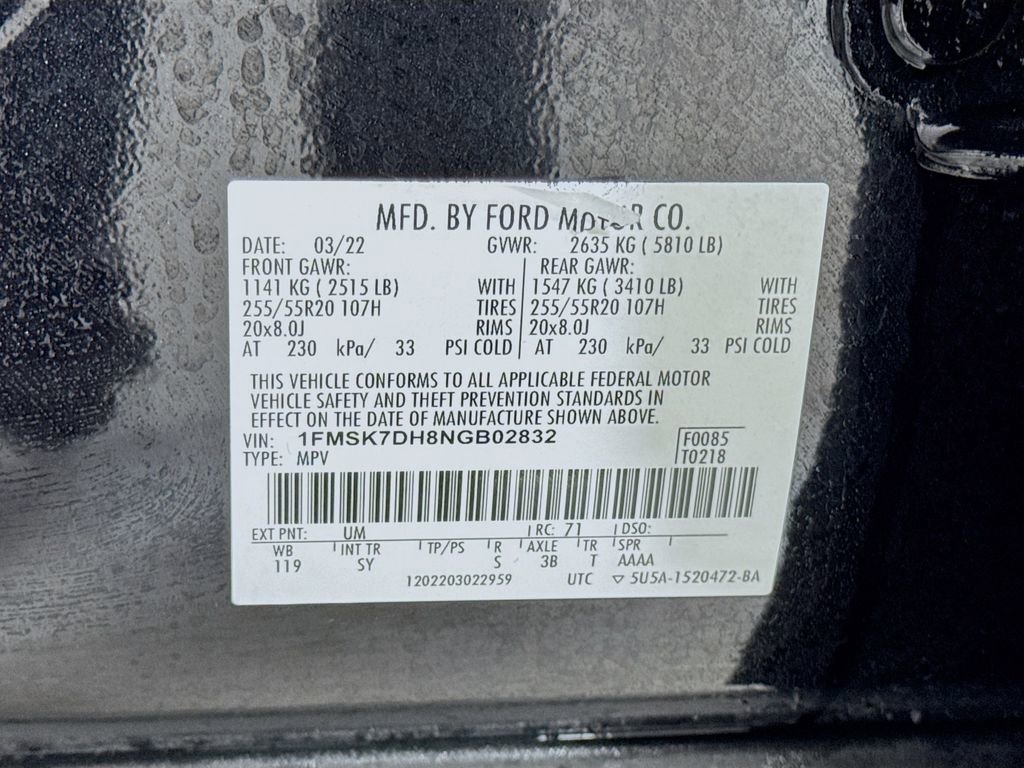 MFD. BY FORD MOTOR CO.
DATE: 03/22 GVWR: 2635 KG ( 5810 LB)
FRONT GAWR: REAR GAWR:
1141 KG ( 2515 LB) WITH 1547 KG ( 3410 LB) WITH
255/55R20 107H TIRES 255/55R20 107H TIRES
20x8.0J RIMS 20x8.0J RIMS
AT 230 kPa/ 33 PSI COLD AT 230 kPa/ 33 PSI COLD
THIS VEHICLE CONFORMS TO ALL APPLICABLE FEDERAL MOTOR
VEHICLE SAFETY AND THEFT PREVENTION STANDARDS IN
EFFECT ON THE DATE OF MANUFACTURE SHOWN ABOVE.
VIN: 1FMSK7DH8NGB02832 F0085
TYPE: MPV T0218
EXT PNT: UM RC: 71 DSO:
WB INT TR TP/PS R AXLE TR SPR
119 SY S 3B T AAAA
1202203022959 UTC ▽ 5U5A-1520472-BA